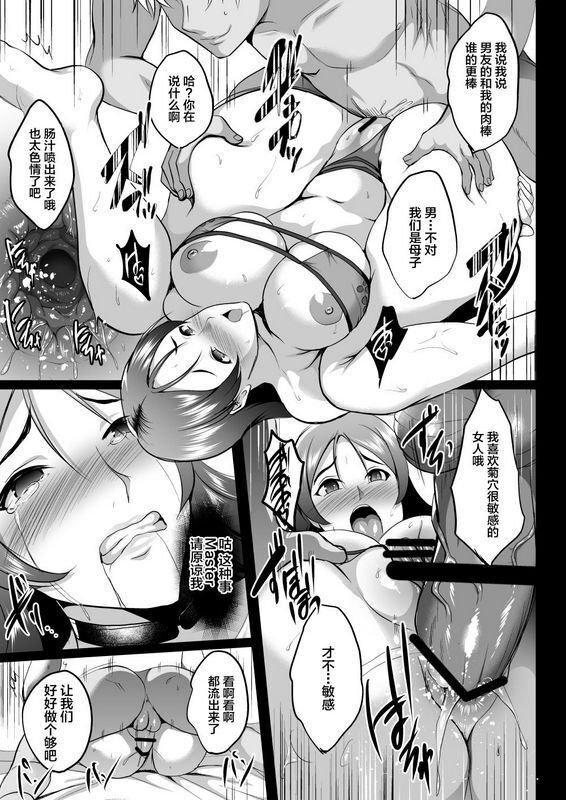 我说我说
男友的和我的肉棒
谁的更棒
哈？你在
说什么啊
男…不对
我们是母子
肠汁喷出来了哦
也太色情了吧
我喜欢菊穴很敏感的
女人哦
才不…敏感
咕这种事
Master
请原谅我
…。
看啊看啊
都流出来了
让我们
好好做个够吧